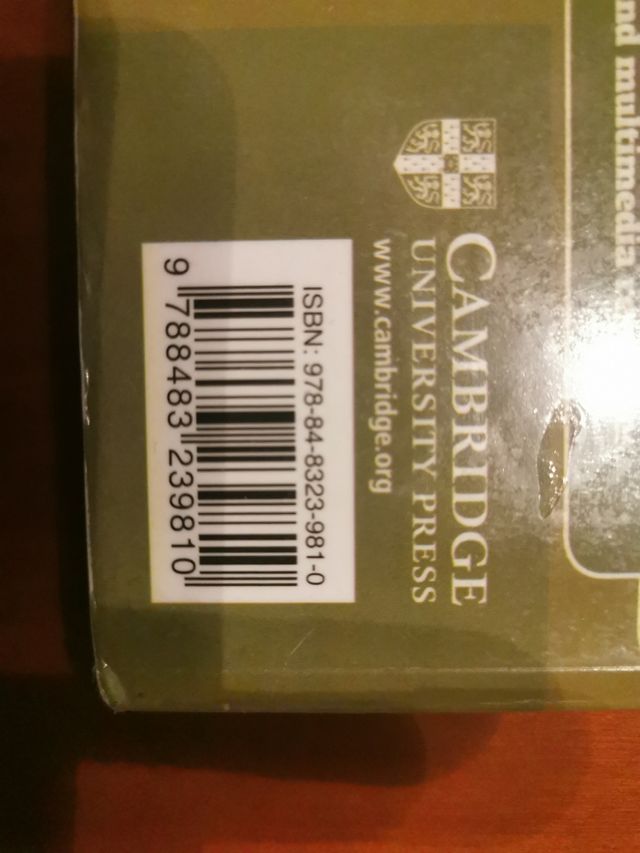 nd multimedia
CAMBRIDGE
UNIVERSITY PRESS
www.cambridge.org
ISBN: 978-84-8323-981-0
9 788483 239810